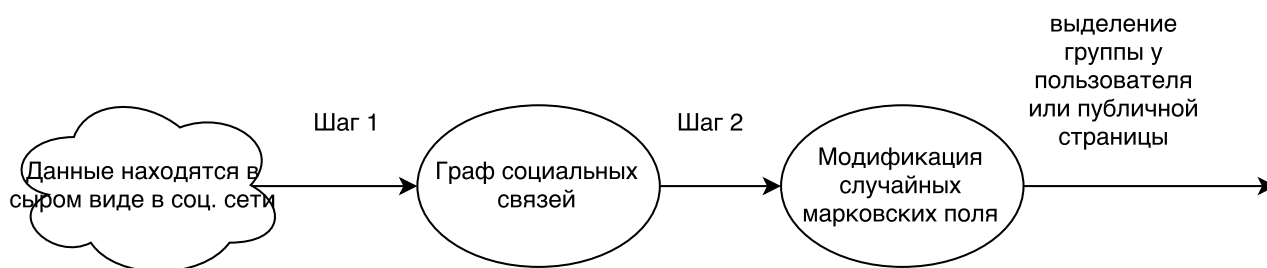 Данные находятся в
сыром виде в соц. сети
Шаг 1
Граф социальных
связей
Шаг 2
Модификация
случайных
марковских поля
выделение
группы у
пользователя
или публичной
страницы